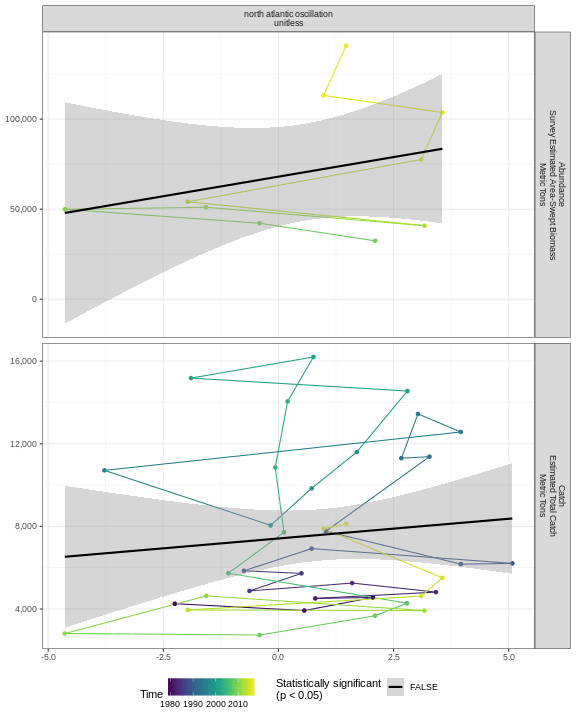 north atlantic oscillation
unitless
100,000
50,000
0
Abundance
Survey Estimated Area-Swept Biomass
Metric Tons
16,000
12,000
8,000
4,000
Catch
Estimated Total Catch
Metric Tons
-5.0 -2.5 0.0 2.5 5.0
Time
1980 1990 2000 2010
Statistically significant
(p < 0.05)
FALSE